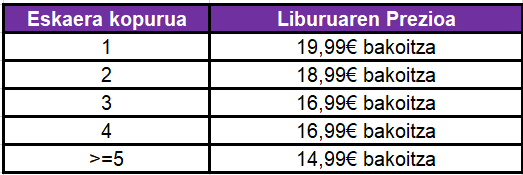 Eskaera kopurua Liburuaren Prezioa
1 19,99€ bakoitza
2 18,99€ bakoitza
3 16,99€ bakoitza
4 16,99€ bakoitza
>=5 14,99€ bakoitza